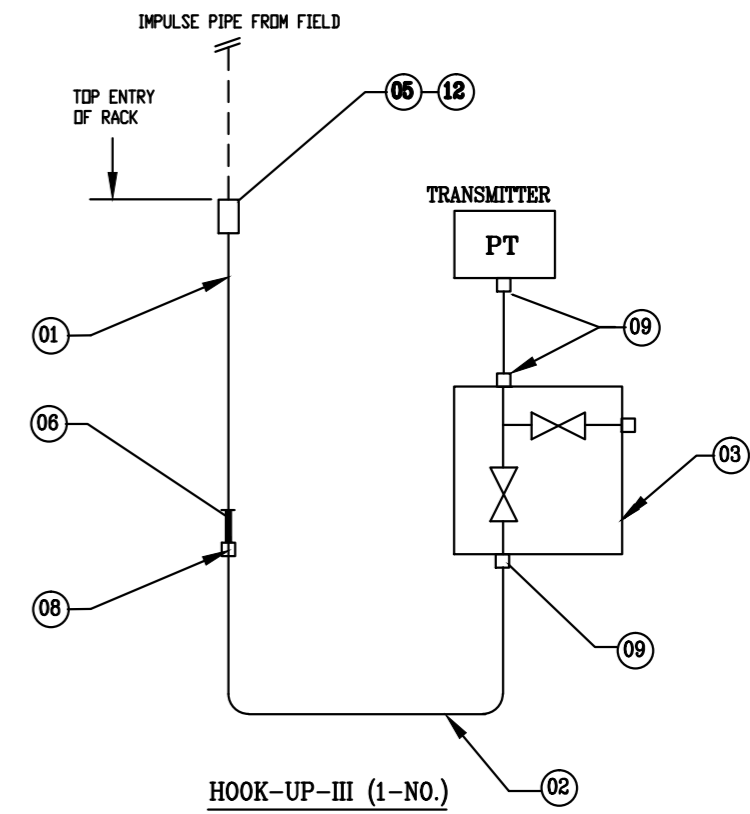 IMPULSE PIPE FROM FIELD
TOP ENTRY
OF RACK
05
12
TRANSMITTER
PT
01
09
06
03
08
09
02
HOOK-UP-III (1-NO.)